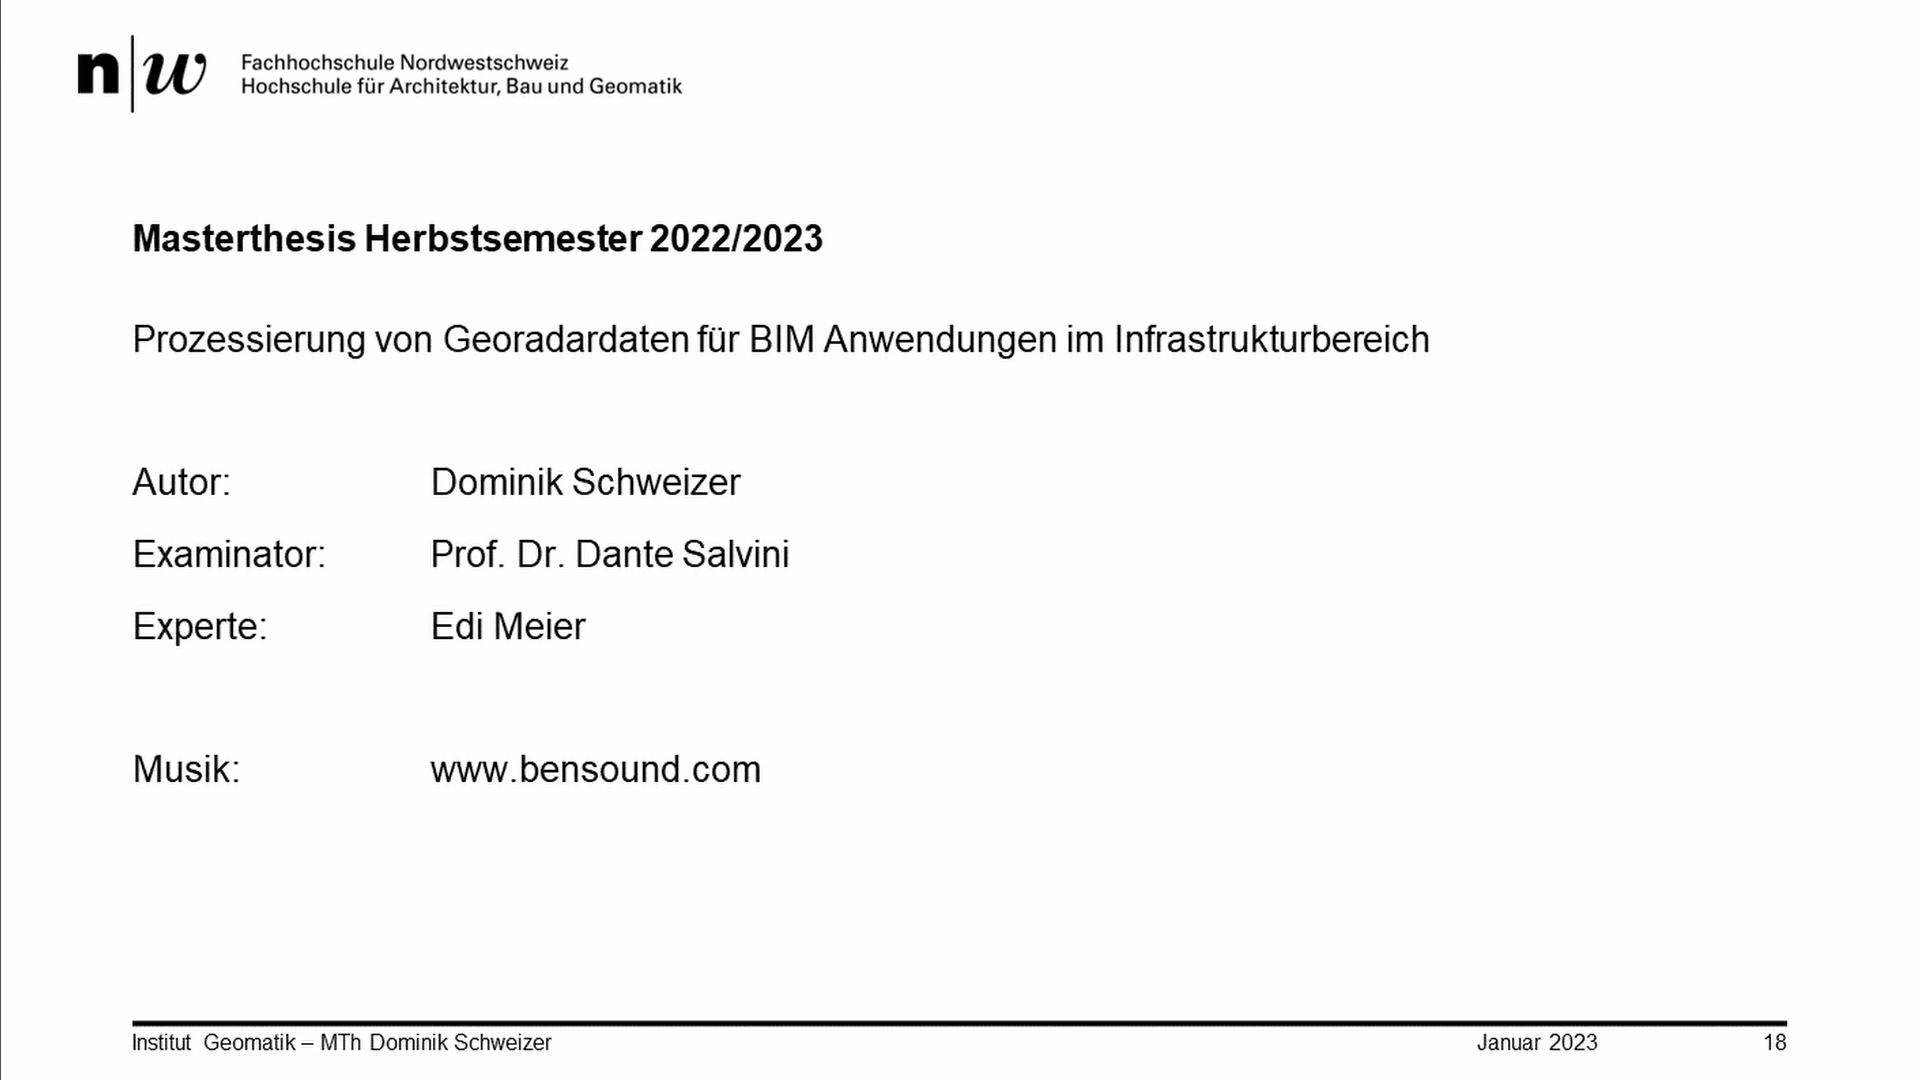 n|w
Fachhochschule Nordwestschweiz
Hochschule für Architektur, Bau und Geomatik
Masterthesis Herbstsemester 2022/2023
Prozessierung von Georadardaten für BIM Anwendungen im Infrastrukturbereich
Autor: Dominik Schweizer
Examinator: Prof. Dr. Dante Salvini
Experte: Edi Meier
Musik: www.bensound.com
Institut Geomatik – MTh Dominik Schweizer Januar 2023 18